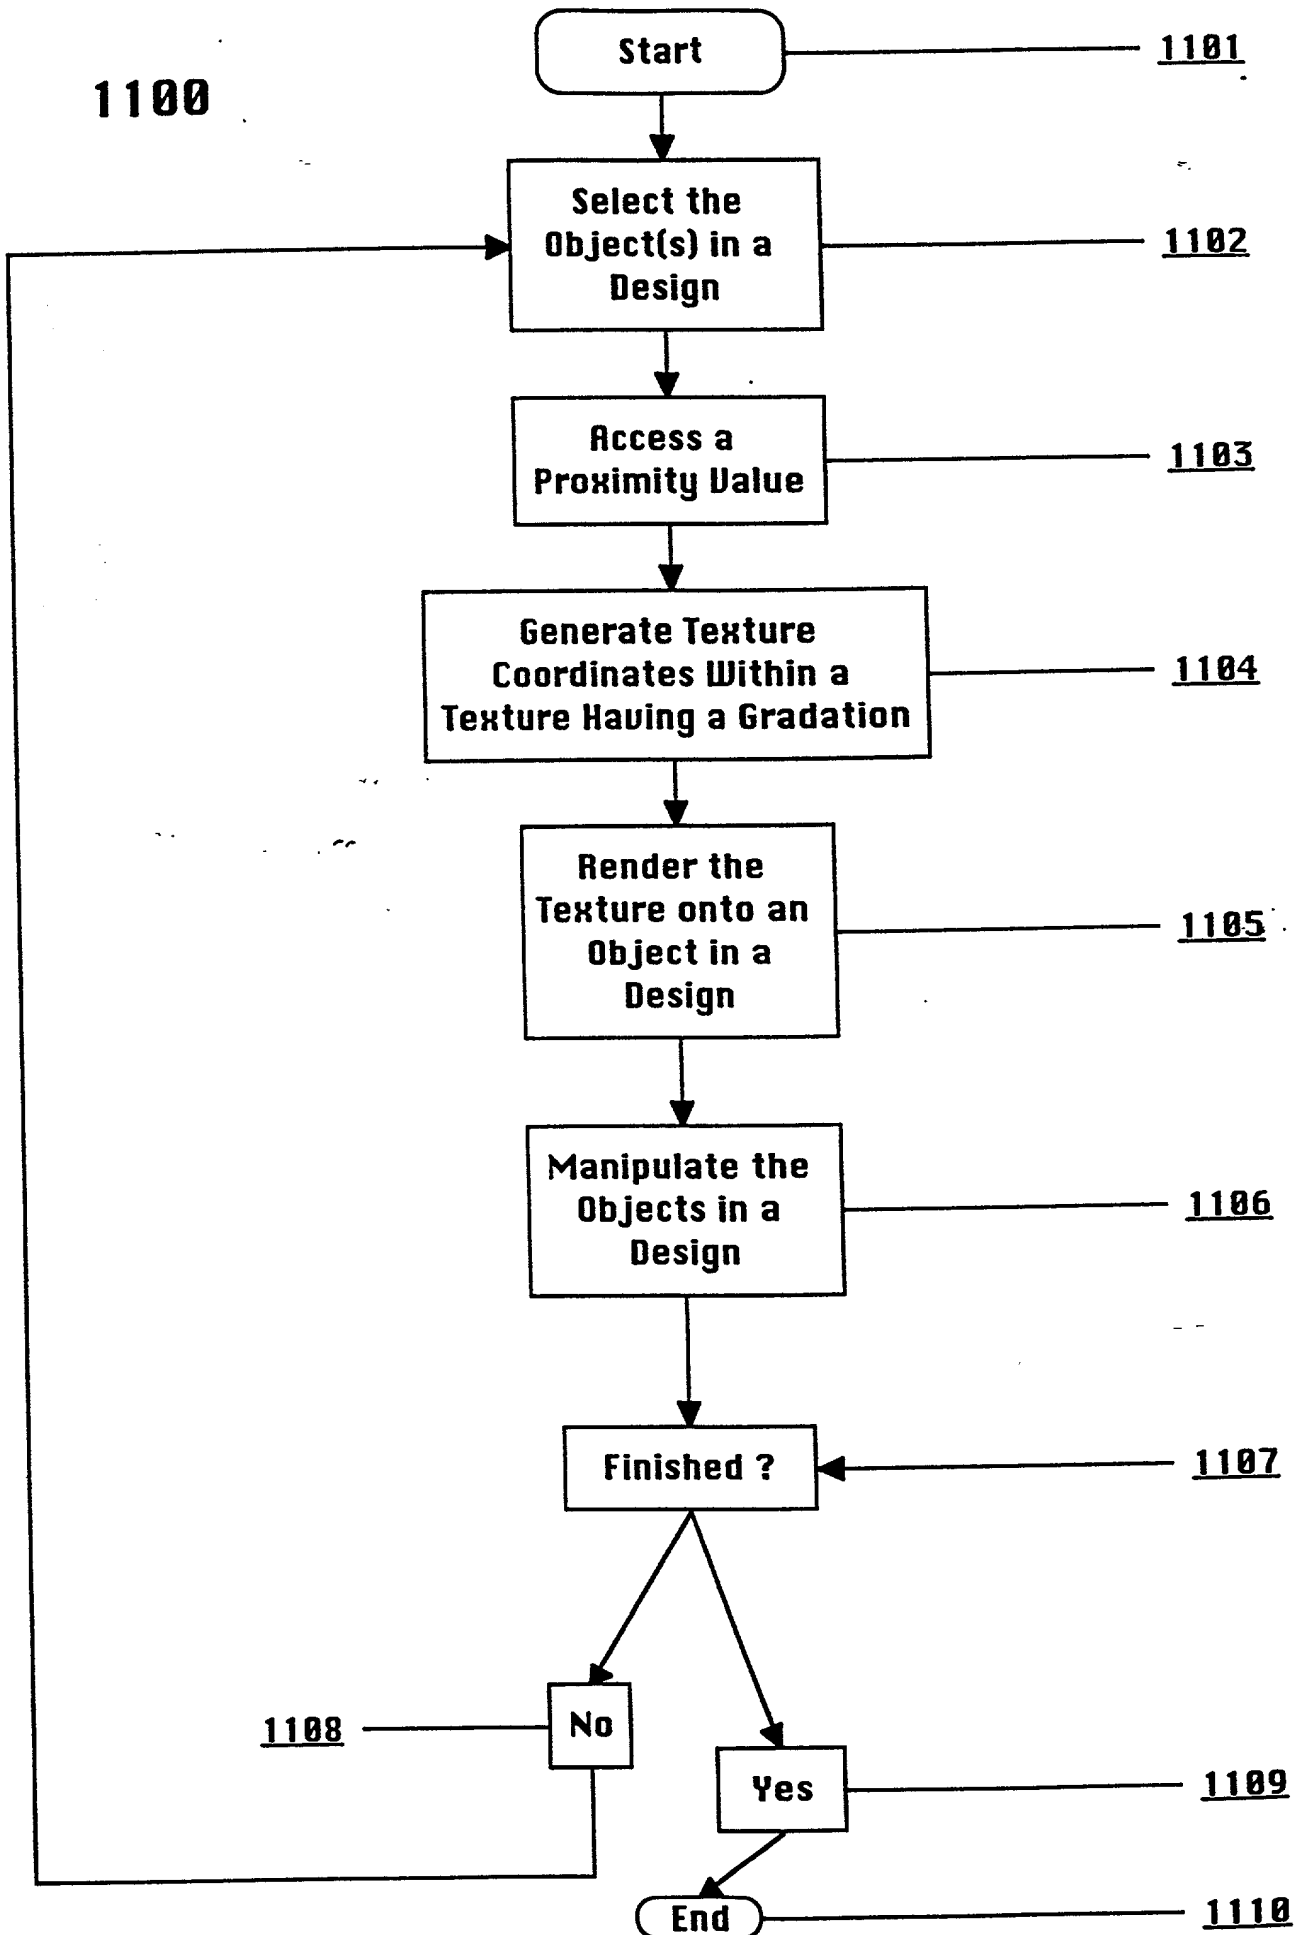 Start
1101
1100
Select the
Object(s) in a
Design
1102
Access a
Proximity Value
1103
Generate Texture
Coordinates Within a
Texture Having a Gradation
1104
Render the
Texture onto an
Object in a
Design
1105
Manipulate the
Objects in a
Design
1106
Finished ?
1107
No
1108
Yes
1109
End
1110